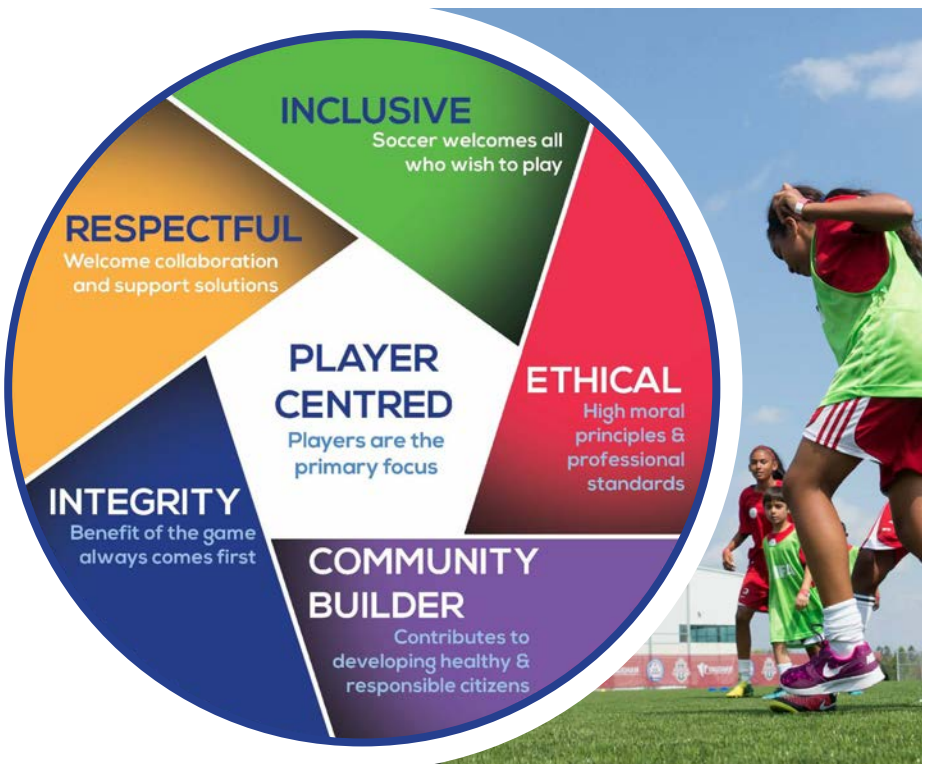 INCLUSIVE
Soccer welcomes all
who wish to play
RESPECTFUL
Welcome collaboration
and support solutions
PLAYER
CENTRED
Players are the
primary focus
ETHICAL
High moral
principles &
professional
standards
INTEGRITY
Benefit of the game
always comes first
COMMUNITY
BUILDER
Contributes to
developing healthy &
responsible citizens